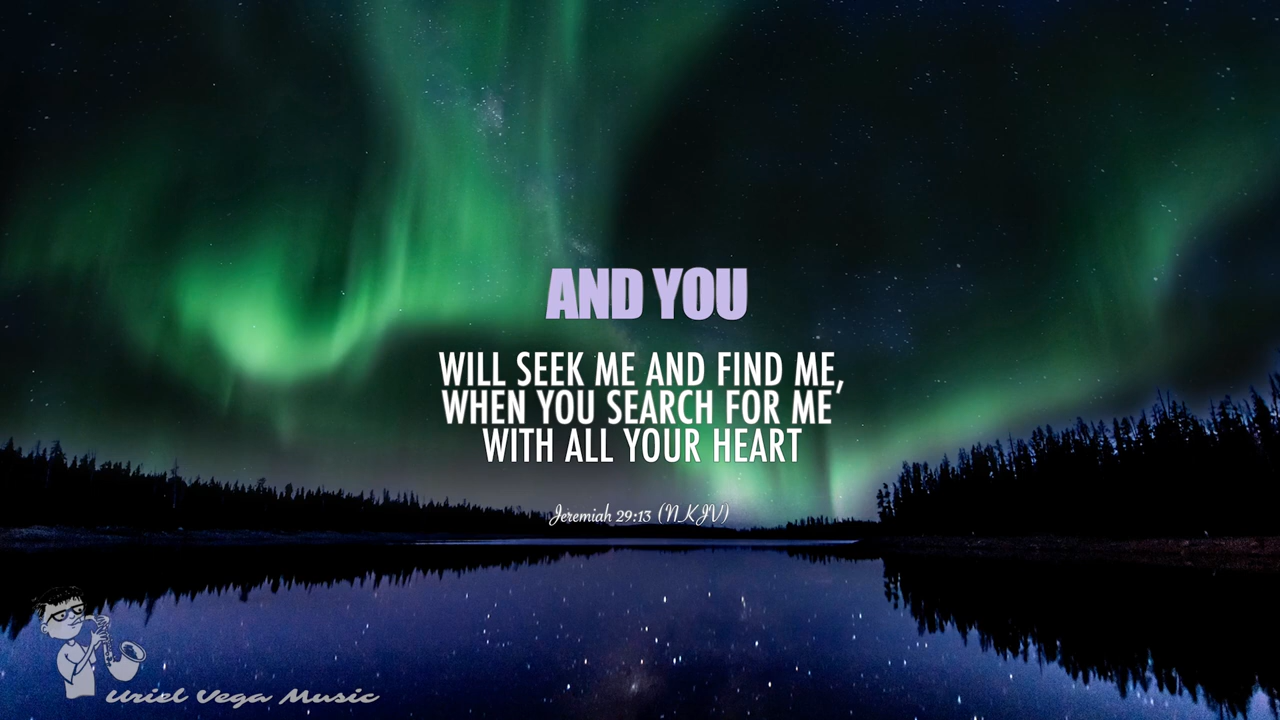 AND YOU
WILL SEEK ME AND FIND ME,
WHEN YOU SEARCH FOR ME
WITH ALL YOUR HEART
Jeremiah 29:13 (NKJV)
Uriel Vega Music